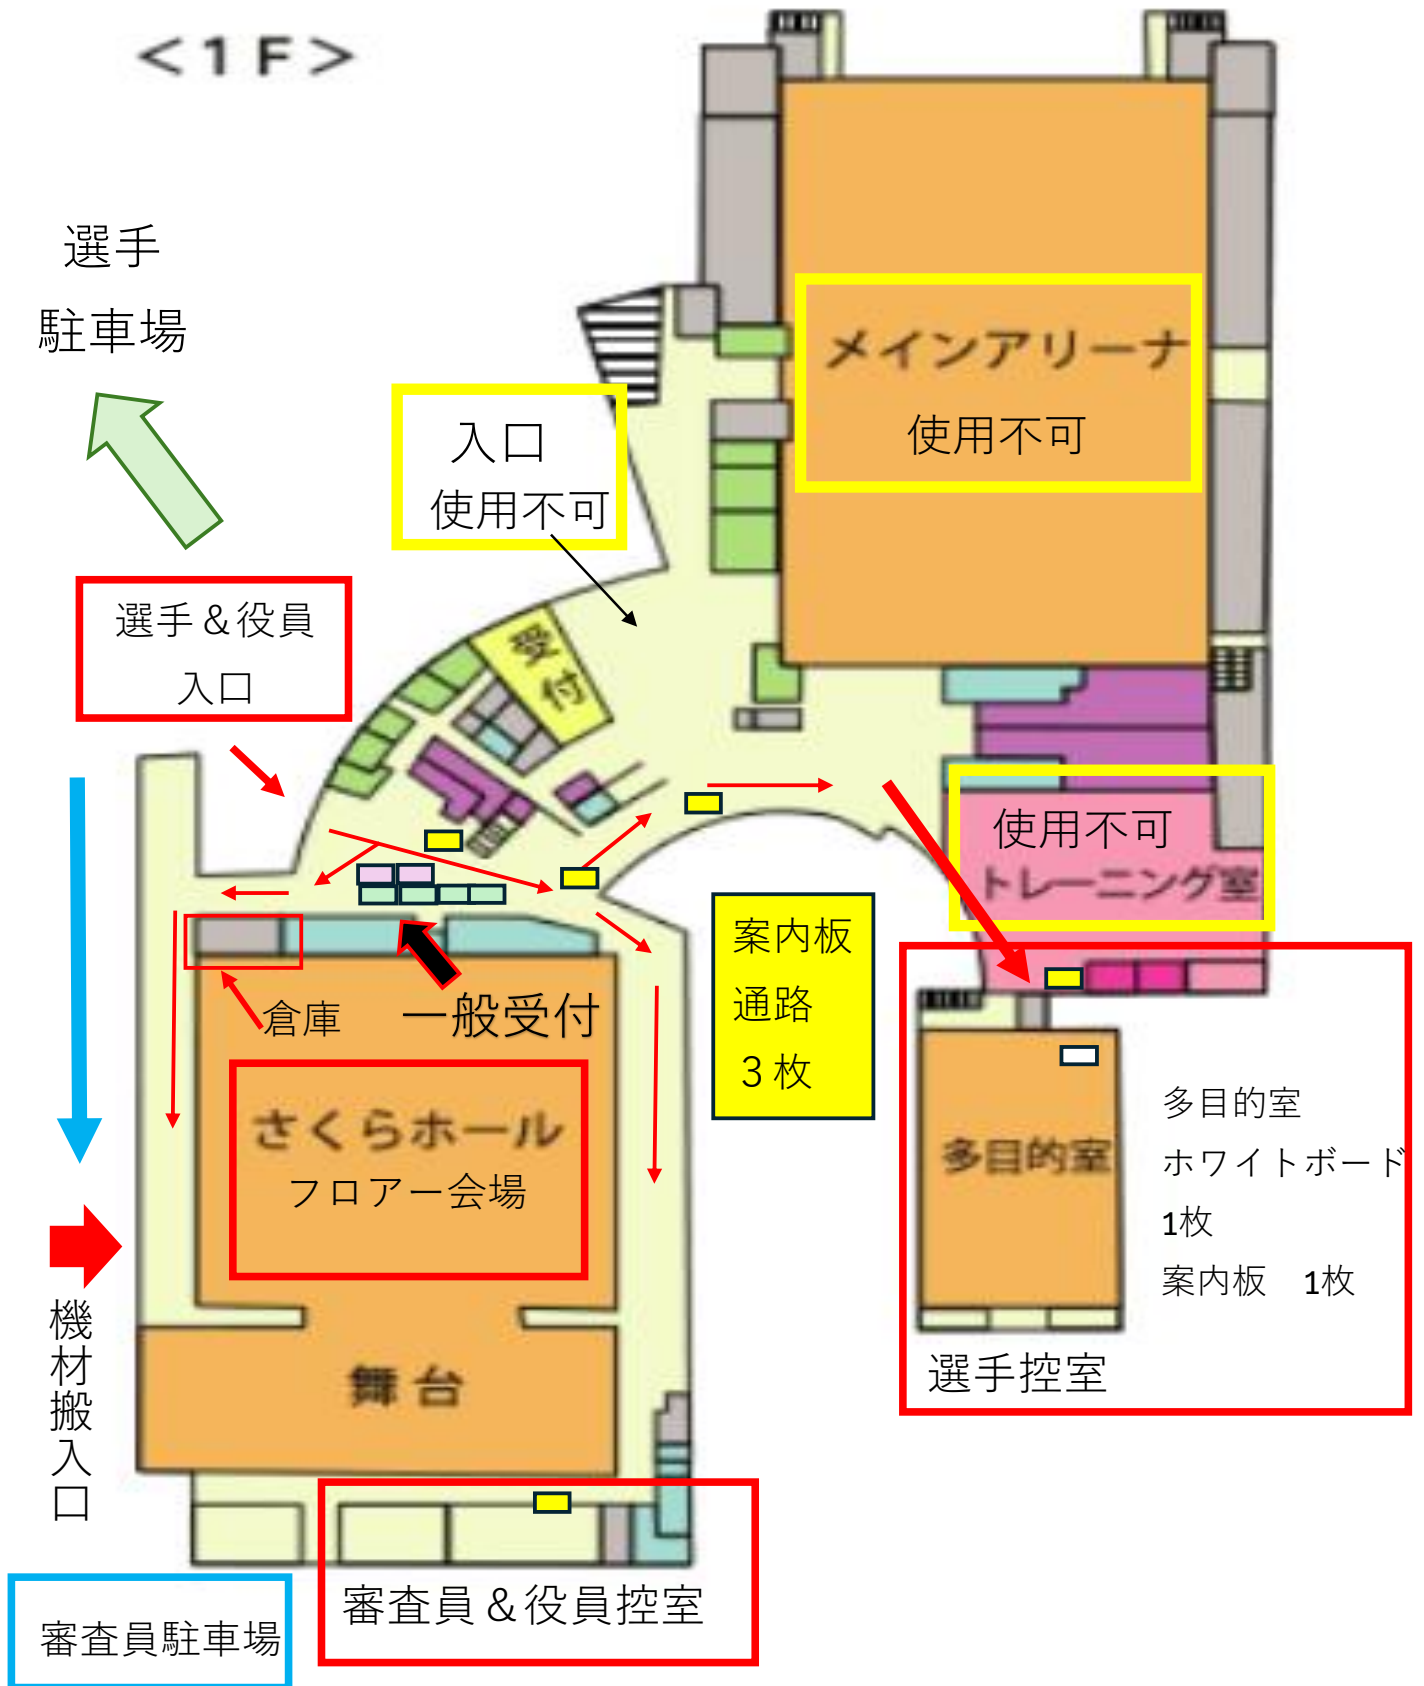 ＜１Ｆ＞
選手
駐車場
メインアリーナ
使用不可
入口
使用不可
選手＆役員
入口
受付
使用不可
トレーニング室
案内板
通路
３枚
倉庫
一般受付
さくらホール
フロアー会場
多目的室
多目的室
ホワイトボード
1枚
案内板　1枚
選手控室
機材搬入口
舞台
審査員＆役員控室
審査員駐車場